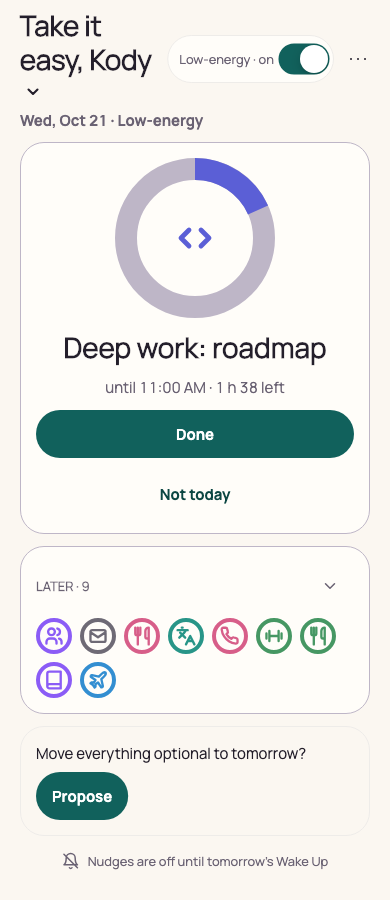 Take it
easy, Kody
Low-energy · on
Wed, Oct 21 · Low-energy
Deep work: roadmap
until 11:00 AM · 1 h 38 left
Done
Not today
LATER · 9
Move everything optional to tomorrow?
Propose
Nudges are off until tomorrow's Wake Up